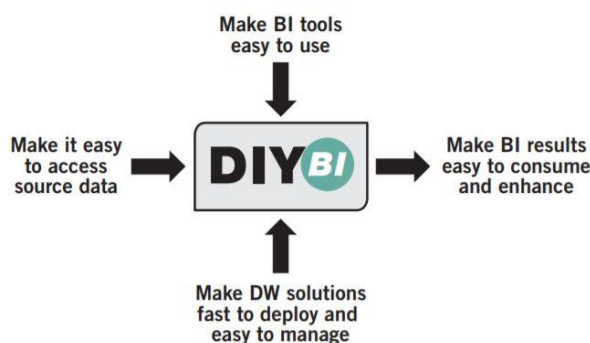 Make BI tools
easy to use
Make it easy
to access
source data
DIY BI
Make BI results
easy to consume
and enhance
Make DW solutions
fast to deploy and
easy to manage